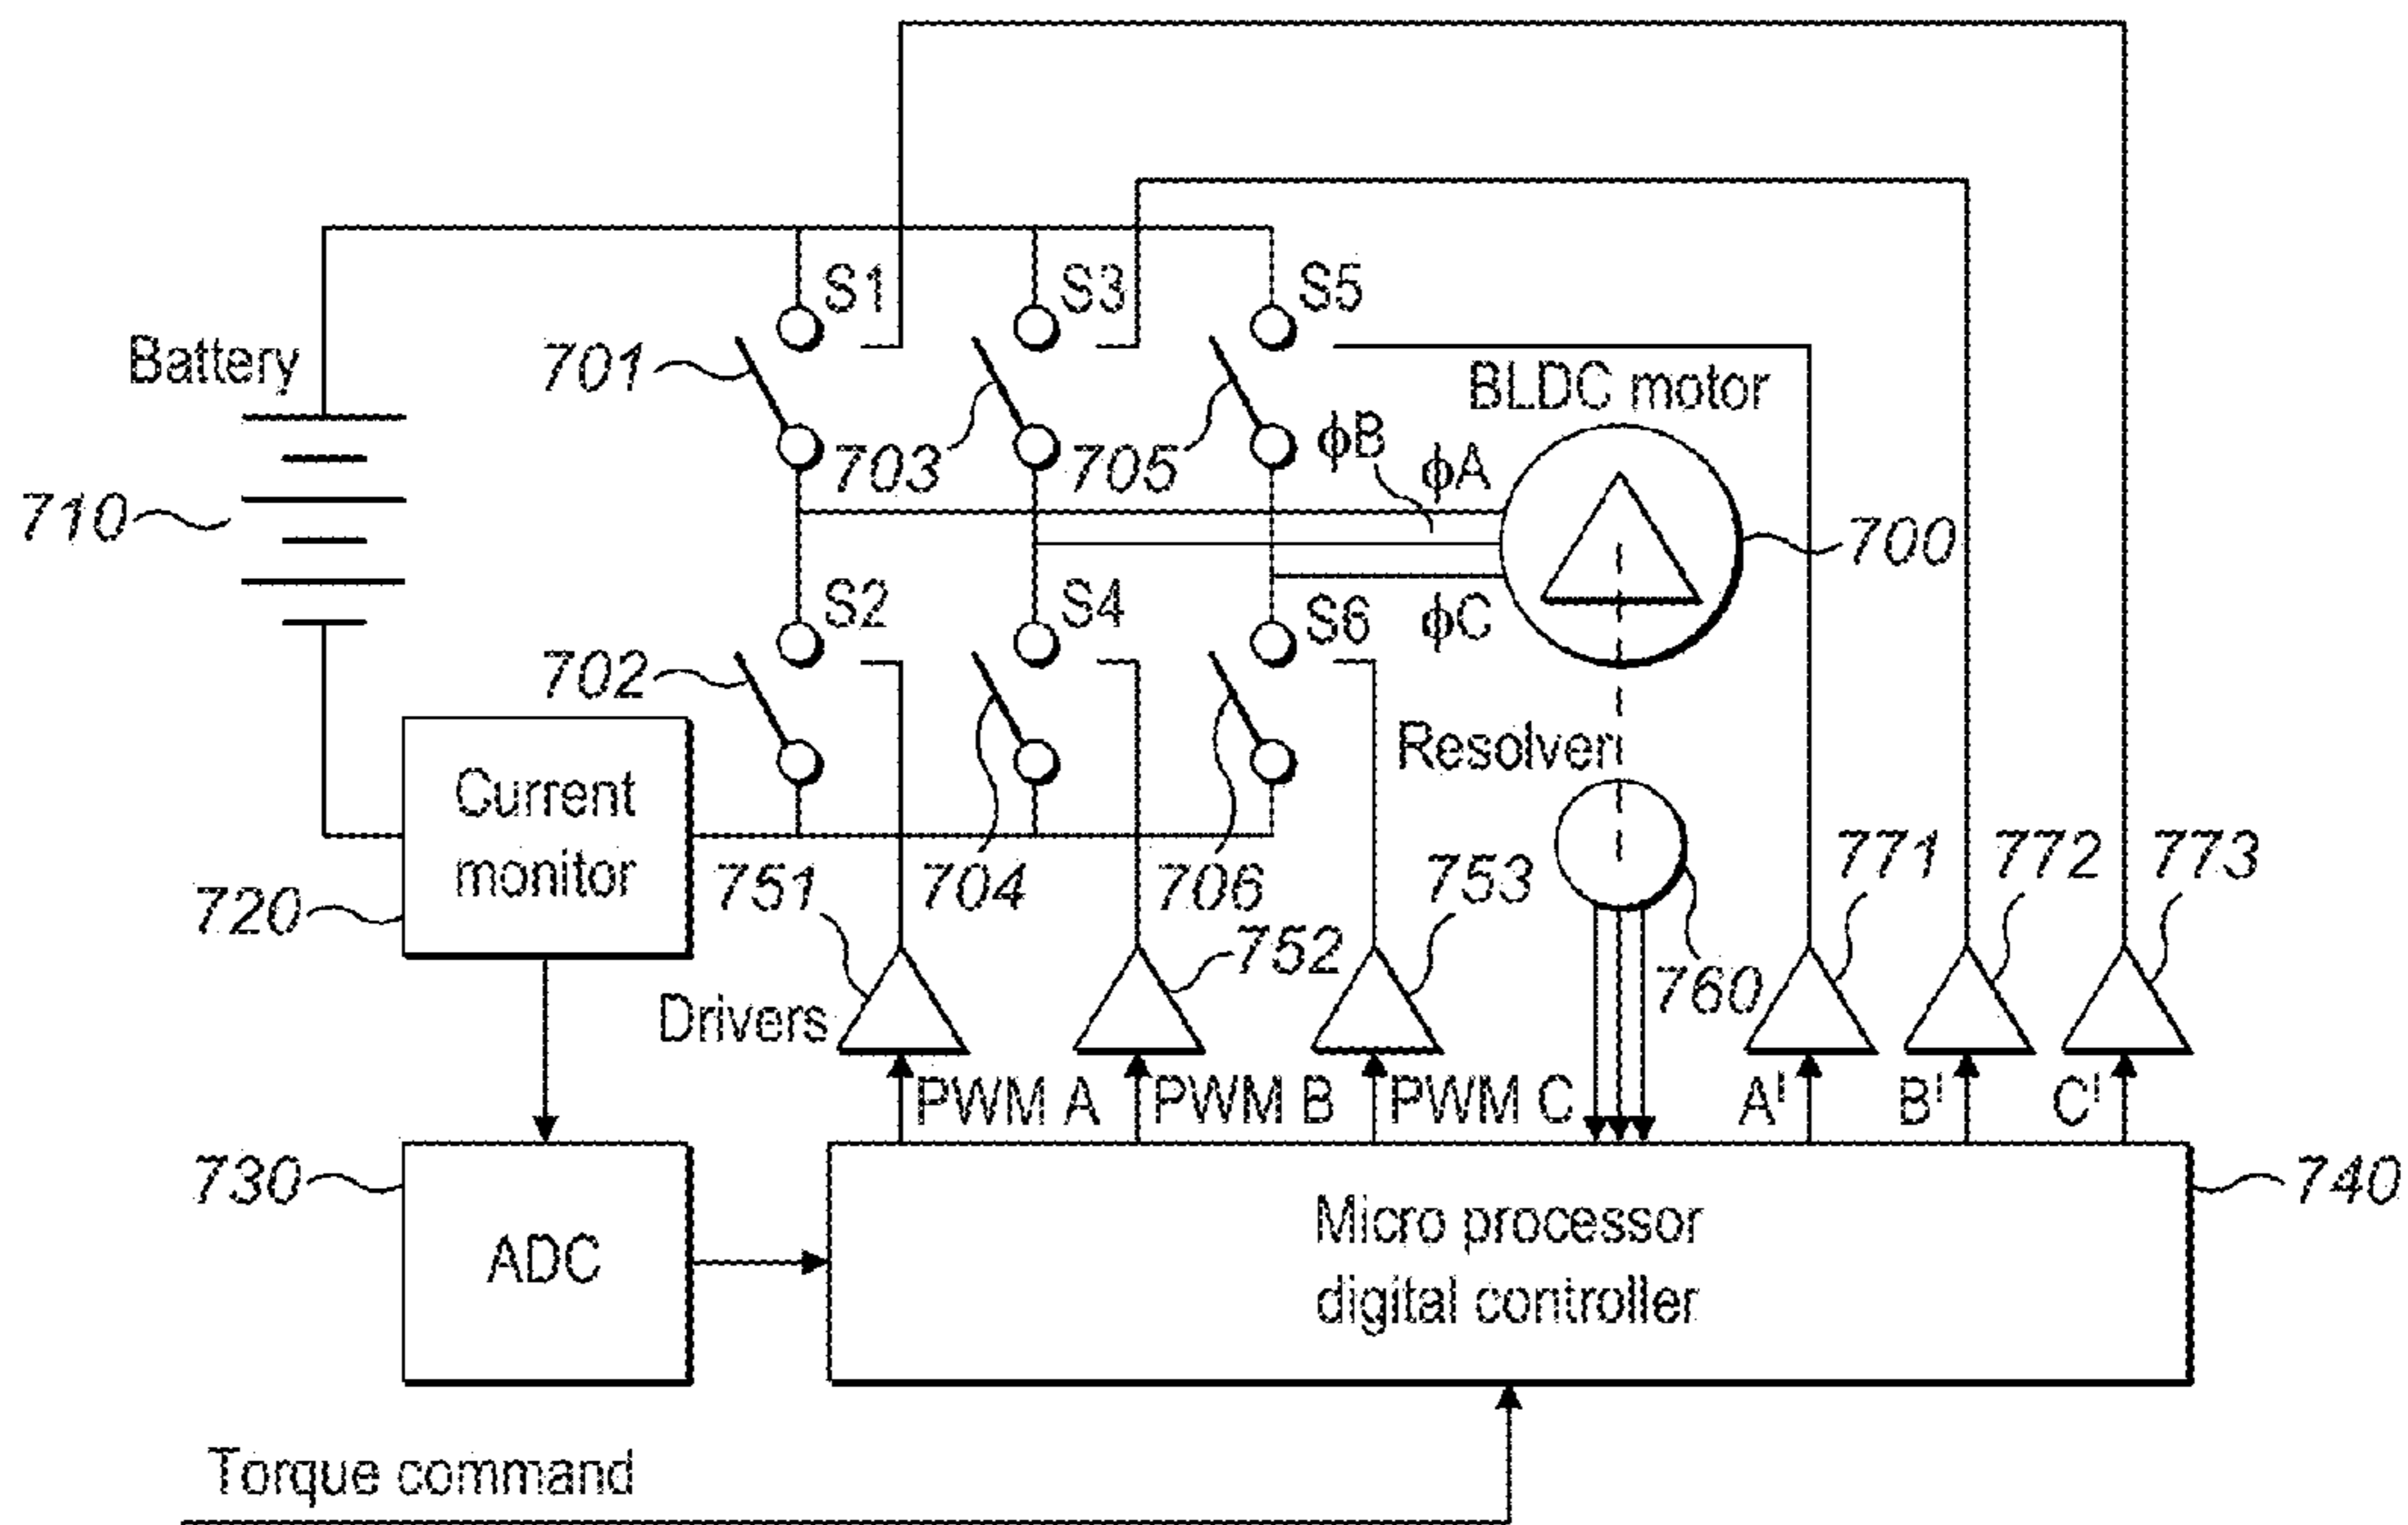 S1
S3
S5
Battery
701
BLDC motor
703
705
ϕB
ϕA
710
700
S2
S4
S6
ϕC
702
Resolver
Current
monitor
720
751
704
706
753
771
772
773
752
760
Drivers
PWM A
PWM B
PWM C
A'
B'
C'
730
740
ADC
Micro processor
digital controller
Torque command